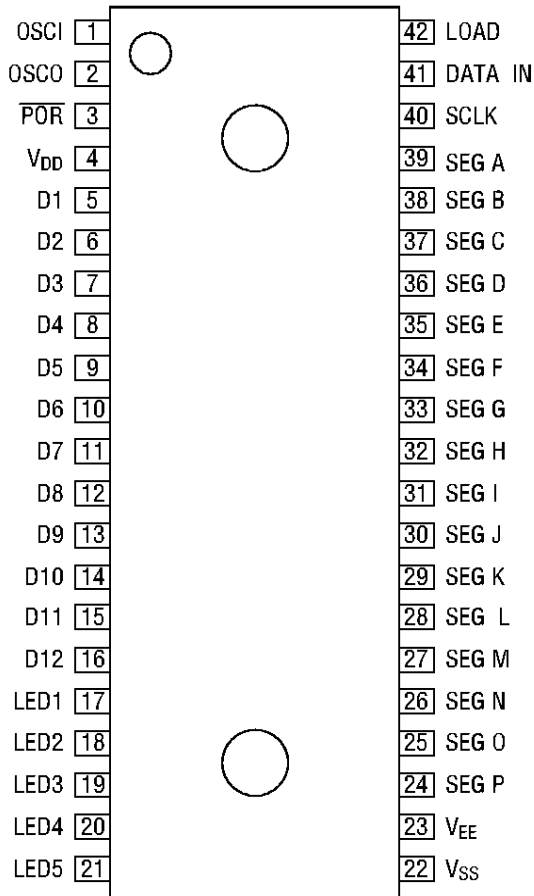 OSCI 1 42 LOAD
OSCO 2 41 DATA IN
P̅O̅R̅ 3 40 SCLK
VDD 4 39 SEG A
D1 5 38 SEG B
D2 6 37 SEG C
D3 7 36 SEG D
D4 8 35 SEG E
D5 9 34 SEG F
D6 10 33 SEG G
D7 11 32 SEG H
D8 12 31 SEG I
D9 13 30 SEG J
D10 14 29 SEG K
D11 15 28 SEG L
D12 16 27 SEG M
LED1 17 26 SEG N
LED2 18 25 SEG O
LED3 19 24 SEG P
LED4 20 23 VEE
LED5 21 22 VSS